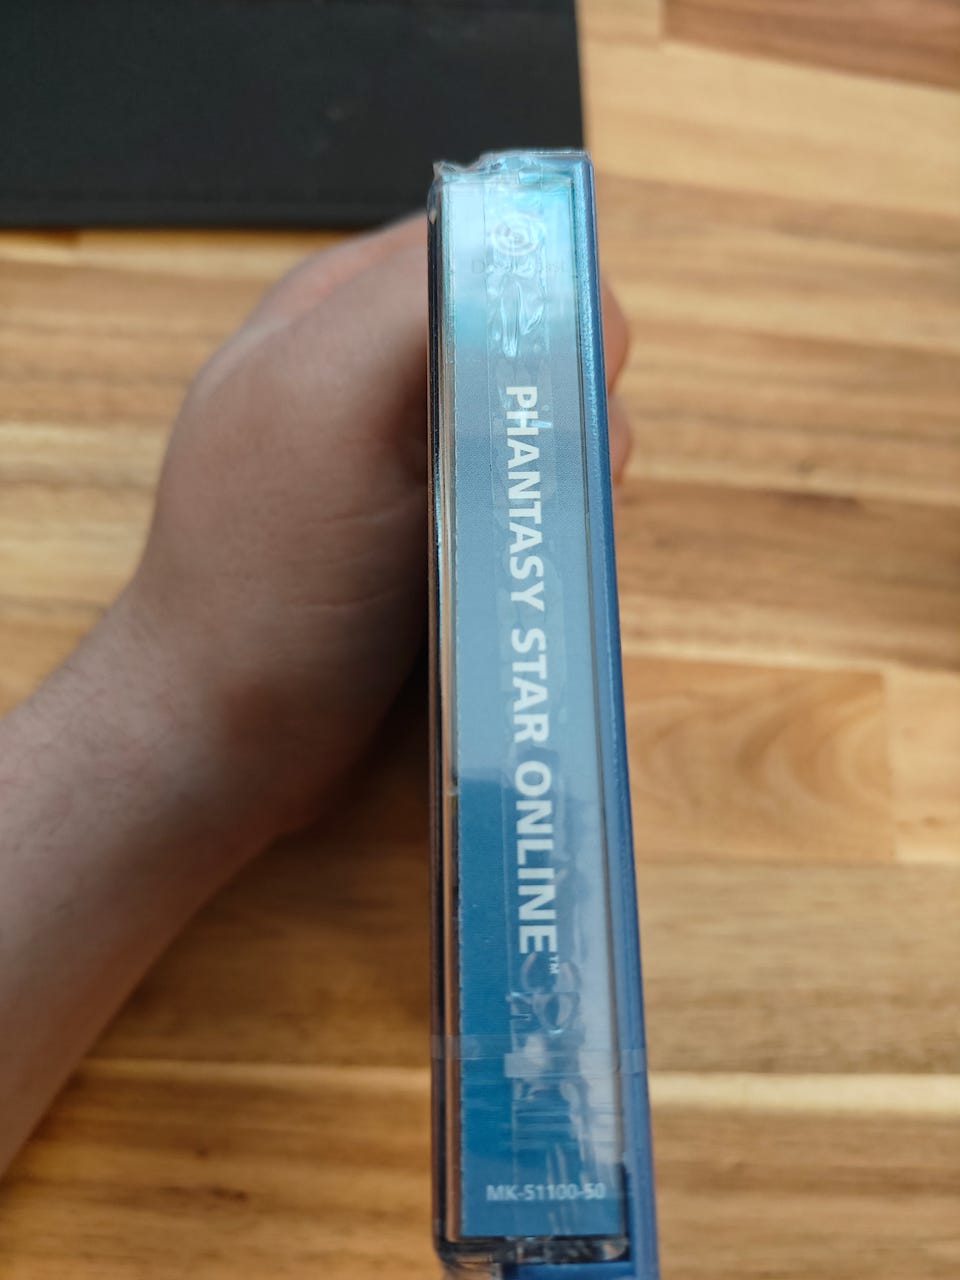 PHANTASY STAR ONLINE™
MK-51100-50